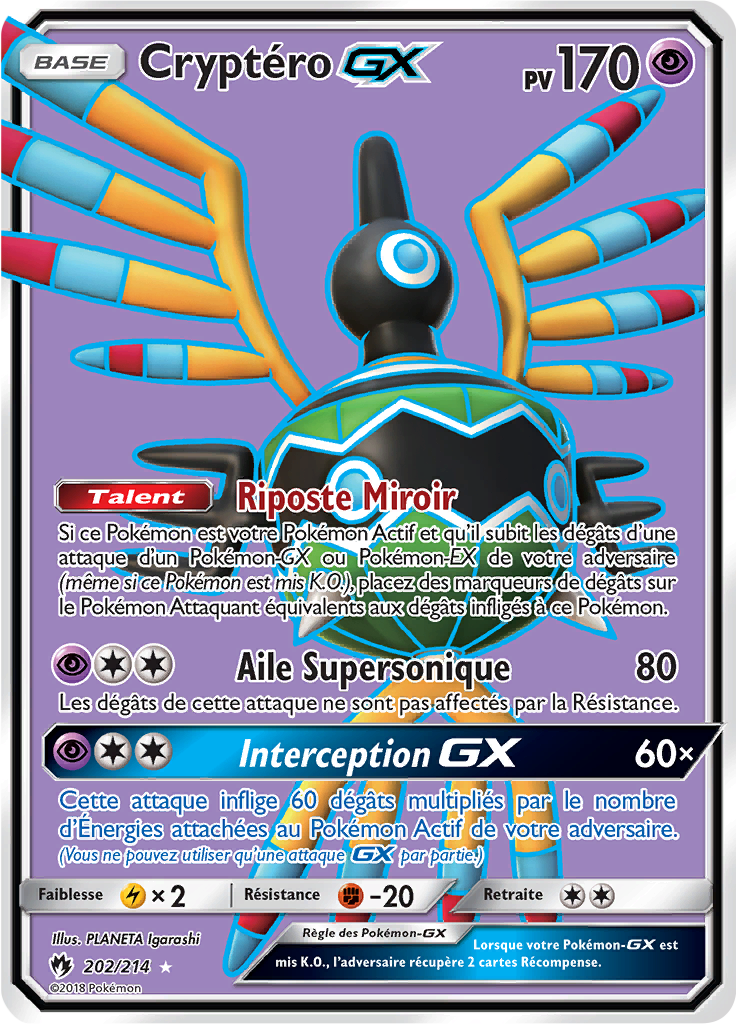 BASE Cryptéro GX PV 170
Talent Riposte Miroir
Si ce Pokémon est votre Pokémon Actif et qu'il subit les dégâts d'une
attaque d'un Pokémon-GX ou Pokémon-EX de votre adversaire
(même si ce Pokémon est mis K.O.), placez des marqueurs de dégâts sur
le Pokémon Attaquant équivalents aux dégâts infligés à ce Pokémon.
Aile Supersonique 80
Les dégâts de cette attaque ne sont pas affectés par la Résistance.
Interception GX 60×
Cette attaque inflige 60 dégâts multipliés par le nombre
d'Énergies attachées au Pokémon Actif de votre adversaire.
(Vous ne pouvez utiliser qu'une attaque GX par partie.)
Faiblesse ×2 Résistance -20 Retraite
Illus. PLANETA Igarashi
202/214
©2018 Pokémon
Règle des Pokémon-GX
Lorsque votre Pokémon-GX est
mis K.O., l'adversaire récupère 2 cartes Récompense.